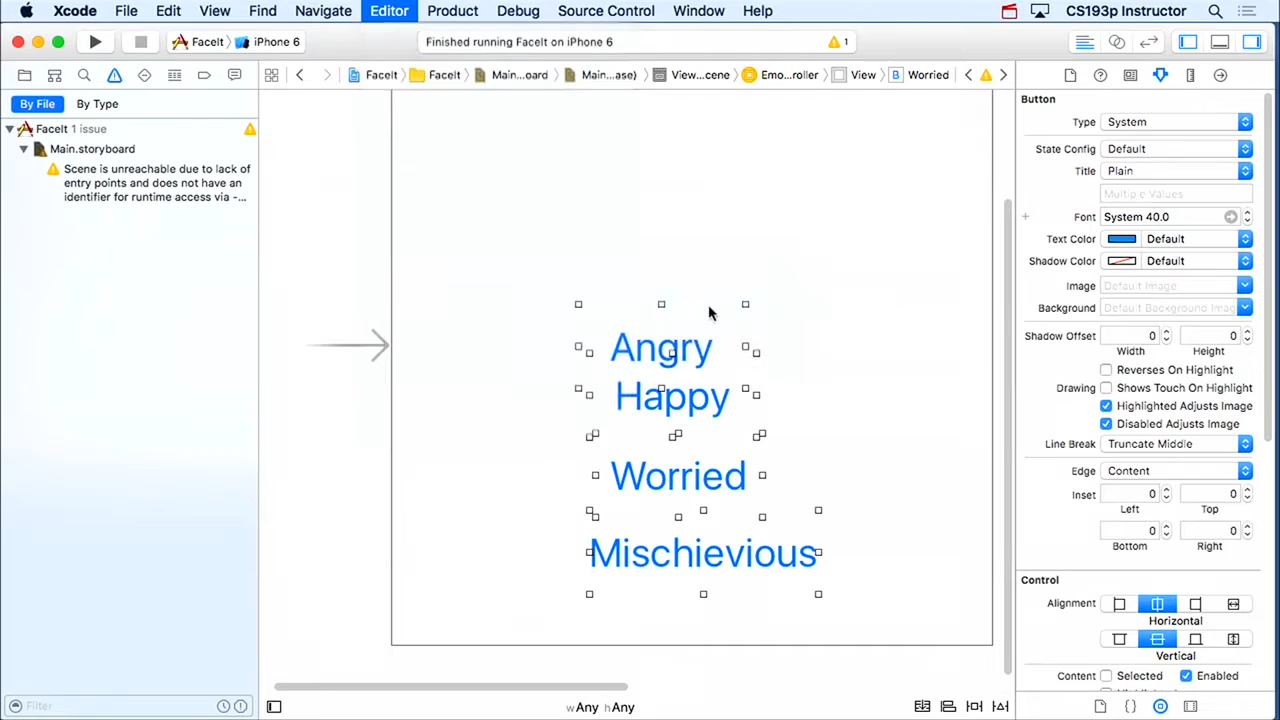 Xcode File Edit View Find Navigate Editor Product Debug Source Control Window Help CS193p Instructor
FaceIt iPhone 6 Finished running FaceIt on iPhone 6 1
FaceIt FaceIt Main...oard Main...ase) View...cene Emo...roller View B Worried
By File By Type
FaceIt 1 issue
Main.storyboard
Scene is unreachable due to lack of
entry points and does not have an
identifier for runtime access via -...
Filter
Angry
Happy
Worried
Mischievious
wAny hAny
Button
Type System
State Config Default
Title Plain
Multiple Values
Font System 40.0
Text Color Default
Shadow Color Default
Image Default Image
Background Default Background Imag
Shadow Offset 0 0
Width Height
Reverses On Highlight
Drawing Shows Touch On Highlight
Highlighted Adjusts Image
Disabled Adjusts Image
Line Break Truncate Middle
Edge Content
Inset 0 0
Left Top
0 0
Bottom Right
Control
Alignment
Horizontal
Vertical
Content Selected Enabled